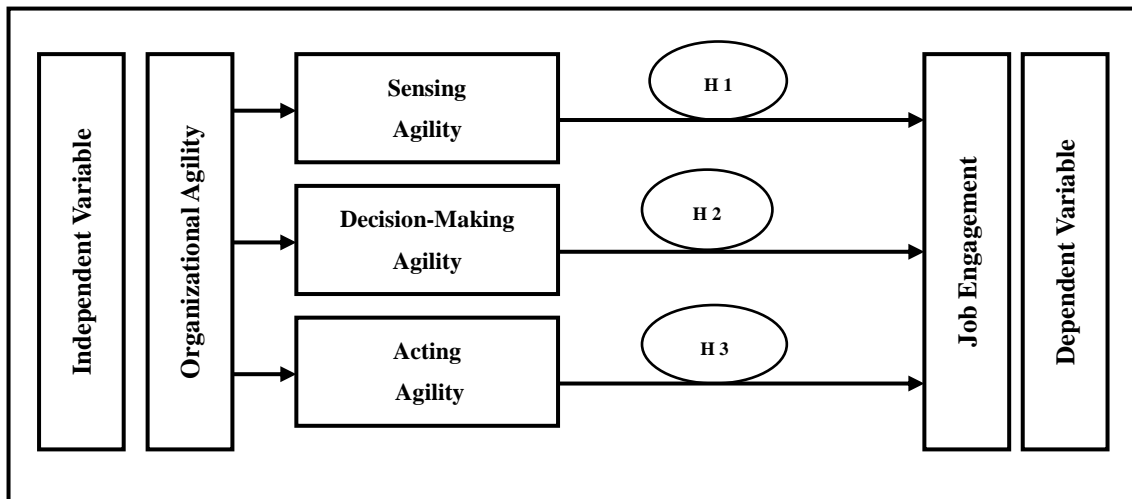 Independent Variable
Organizational Agility
Sensing
Agility
H 1
Decision-Making
Agility
H 2
Acting
Agility
H 3
Job Engagement
Dependent Variable